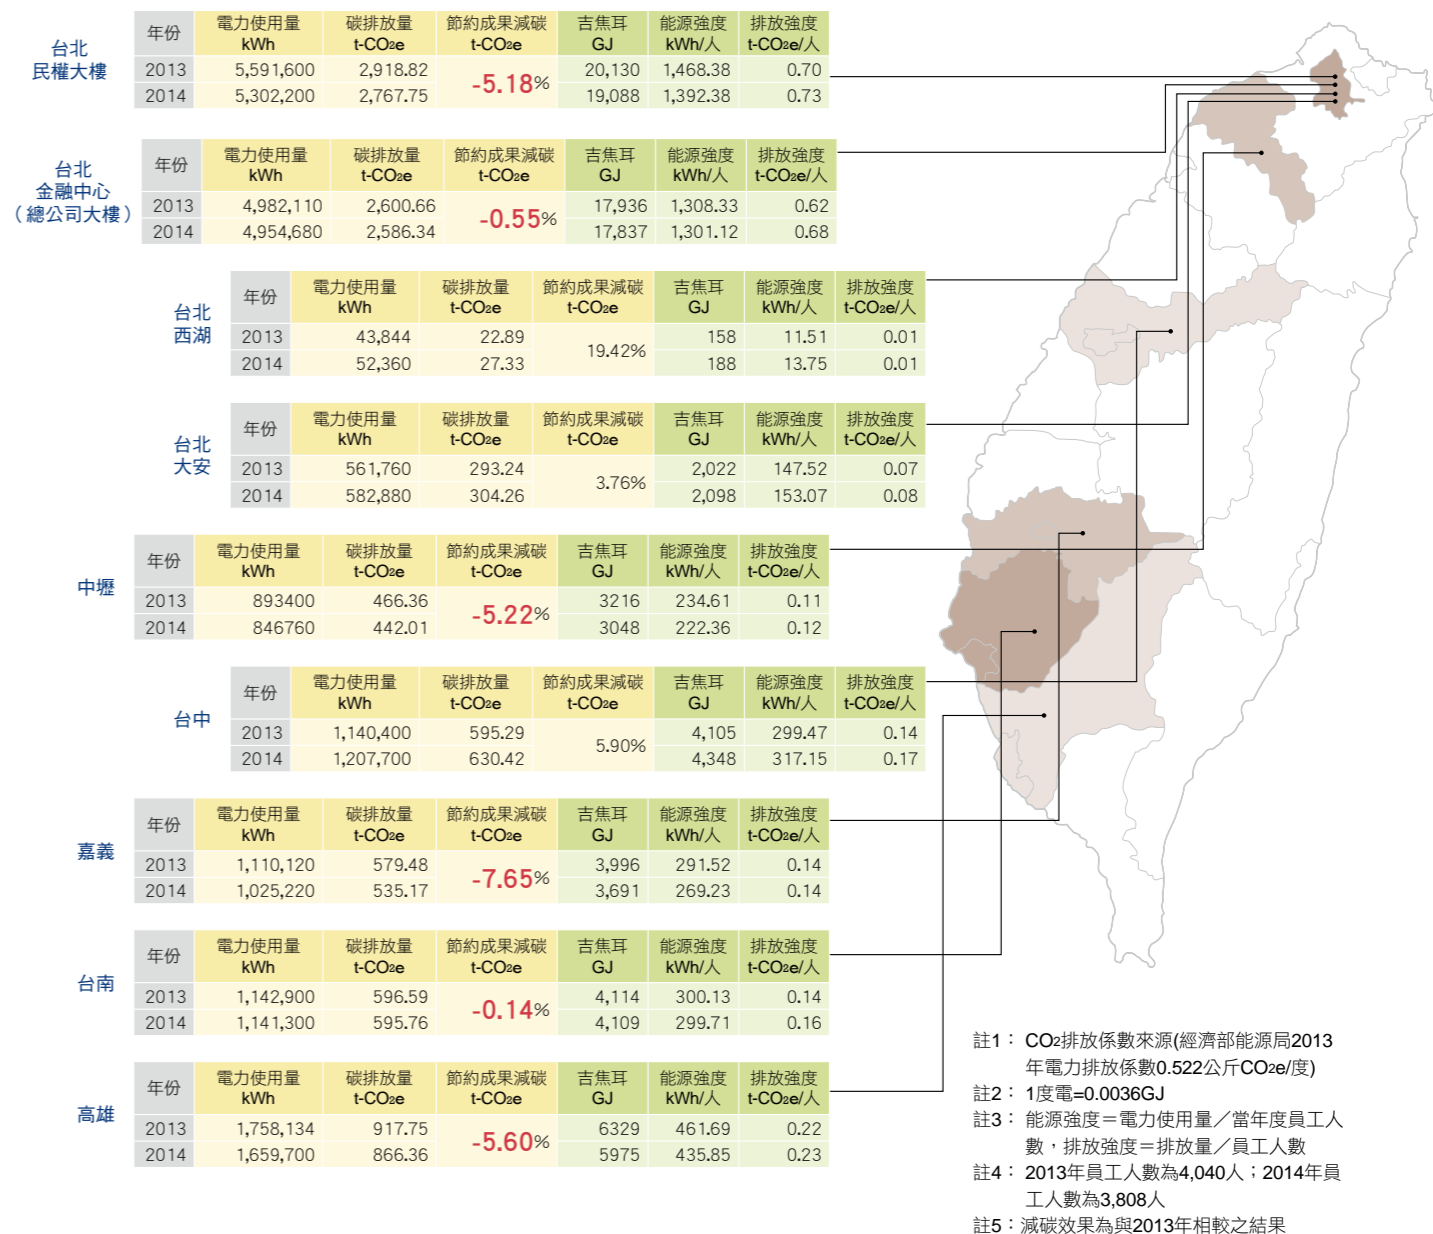 台北
民權大樓
年份 電力使用量 碳排放量 節約成果減碳 吉焦耳 能源強度 排放強度
kWh t-CO2e t-CO2e GJ kWh/人 t-CO2e/人
2013 5,591,600 2,918.82 -5.18% 20,130 1,468.38 0.70
2014 5,302,200 2,767.75 19,088 1,392.38 0.73
台北
金融中心
（總公司大樓）
年份 電力使用量 碳排放量 節約成果減碳 吉焦耳 能源強度 排放強度
kWh t-CO2e t-CO2e GJ kWh/人 t-CO2e/人
2013 4,982,110 2,600.66 -0.55% 17,936 1,308.33 0.62
2014 4,954,680 2,586.34 17,837 1,301.12 0.68
台北
西湖
年份 電力使用量 碳排放量 節約成果減碳 吉焦耳 能源強度 排放強度
kWh t-CO2e t-CO2e GJ kWh/人 t-CO2e/人
2013 43,844 22.89 19.42% 158 11.51 0.01
2014 52,360 27.33 188 13.75 0.01
台北
大安
年份 電力使用量 碳排放量 節約成果減碳 吉焦耳 能源強度 排放強度
kWh t-CO2e t-CO2e GJ kWh/人 t-CO2e/人
2013 561,760 293.24 3.76% 2,022 147.52 0.07
2014 582,880 304.26 2,098 153.07 0.08
中壢
年份 電力使用量 碳排放量 節約成果減碳 吉焦耳 能源強度 排放強度
kWh t-CO2e t-CO2e GJ kWh/人 t-CO2e/人
2013 893400 466.36 -5.22% 3216 234.61 0.11
2014 846760 442.01 3048 222.36 0.12
台中
年份 電力使用量 碳排放量 節約成果減碳 吉焦耳 能源強度 排放強度
kWh t-CO2e t-CO2e GJ kWh/人 t-CO2e/人
2013 1,140,400 595.29 5.90% 4,105 299.47 0.14
2014 1,207,700 630.42 4,348 317.15 0.17
嘉義
年份 電力使用量 碳排放量 節約成果減碳 吉焦耳 能源強度 排放強度
kWh t-CO2e t-CO2e GJ kWh/人 t-CO2e/人
2013 1,110,120 579.48 -7.65% 3,996 291.52 0.14
2014 1,025,220 535.17 3,691 269.23 0.14
台南
年份 電力使用量 碳排放量 節約成果減碳 吉焦耳 能源強度 排放強度
kWh t-CO2e t-CO2e GJ kWh/人 t-CO2e/人
2013 1,142,900 596.59 -0.14% 4,114 300.13 0.14
2014 1,141,300 595.76 4,109 299.71 0.16
高雄
年份 電力使用量 碳排放量 節約成果減碳 吉焦耳 能源強度 排放強度
kWh t-CO2e t-CO2e GJ kWh/人 t-CO2e/人
2013 1,758,134 917.75 -5.60% 6329 461.69 0.22
2014 1,659,700 866.36 5975 435.85 0.23
註1： CO2排放係數來源(經濟部能源局2013
年電力排放係數0.522公斤CO2e/度)
註2： 1度電=0.0036GJ
註3： 能源強度＝電力使用量／當年度員工人
數，排放強度＝排放量／員工人數
註4： 2013年員工人數為4,040人；2014年員
工人數為3,808人
註5：減碳效果為與2013年相較之結果